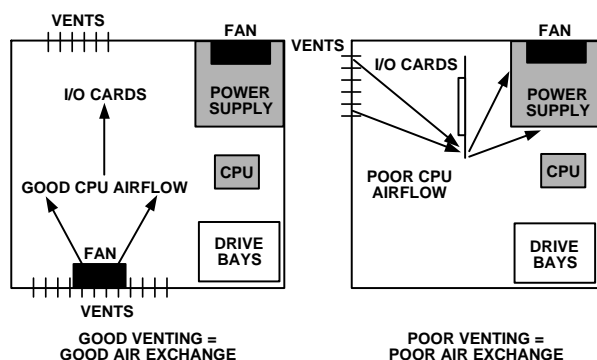 VENTS
FAN
I/O CARDS
POWER
SUPPLY
CPU
GOOD CPU AIRFLOW
FAN
DRIVE
BAYS
VENTS
GOOD VENTING =
GOOD AIR EXCHANGE
FAN
VENTS
I/O CARDS
POWER
SUPPLY
POOR CPU
AIRFLOW
CPU
DRIVE
BAYS
POOR VENTING =
POOR AIR EXCHANGE